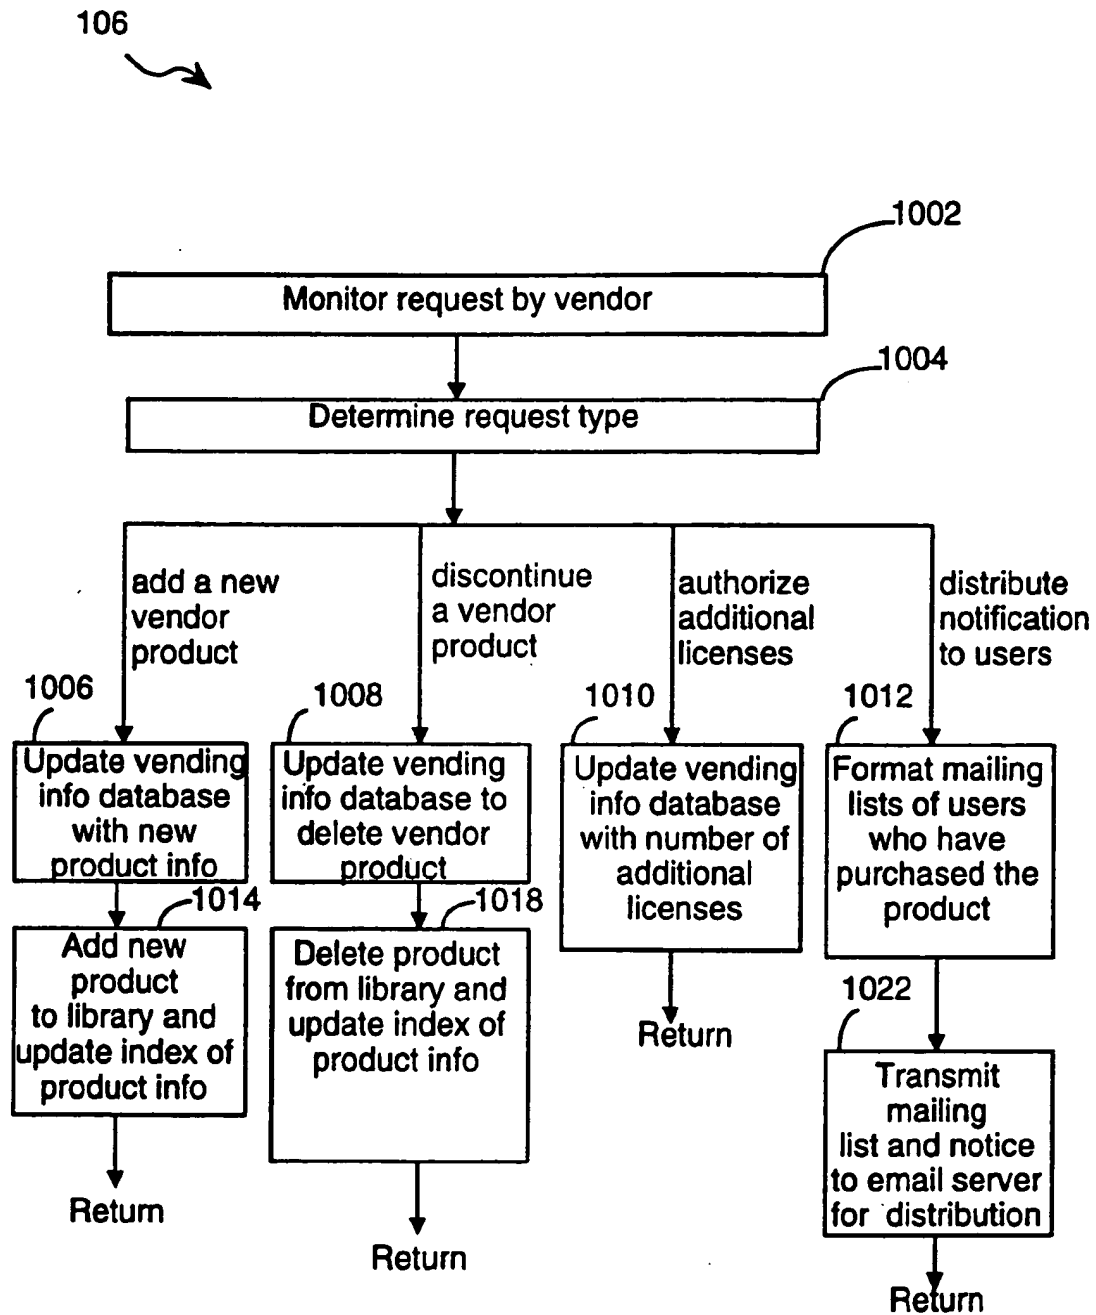 106
1002
Monitor request by vendor
1004
Determine request type
add a new
vendor
product
discontinue
a vendor
product
authorize
additional
licenses
distribute
notification
to users
1006
Update vending
info database
with new
product info
1008
Update vending
info database to
delete vendor
product
1010
Update vending
info database
with number of
additional
licenses
1012
Format mailing
lists of users
who have
purchased the
product
1014
Add new
product
to library and
update index of
product info
Return
1018
Delete product
from library and
update index of
product info
Return
Return
1022
Transmit
mailing
list and notice
to email server
for distribution
Return